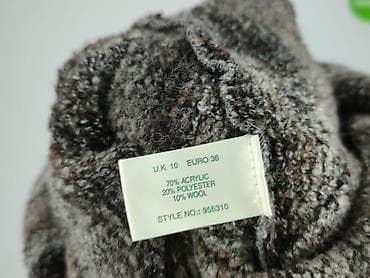 U.K. 10 EURO 36
70% ACRYLIC
20% POLYESTER
10% WOOL
STYLE NO.: 955310